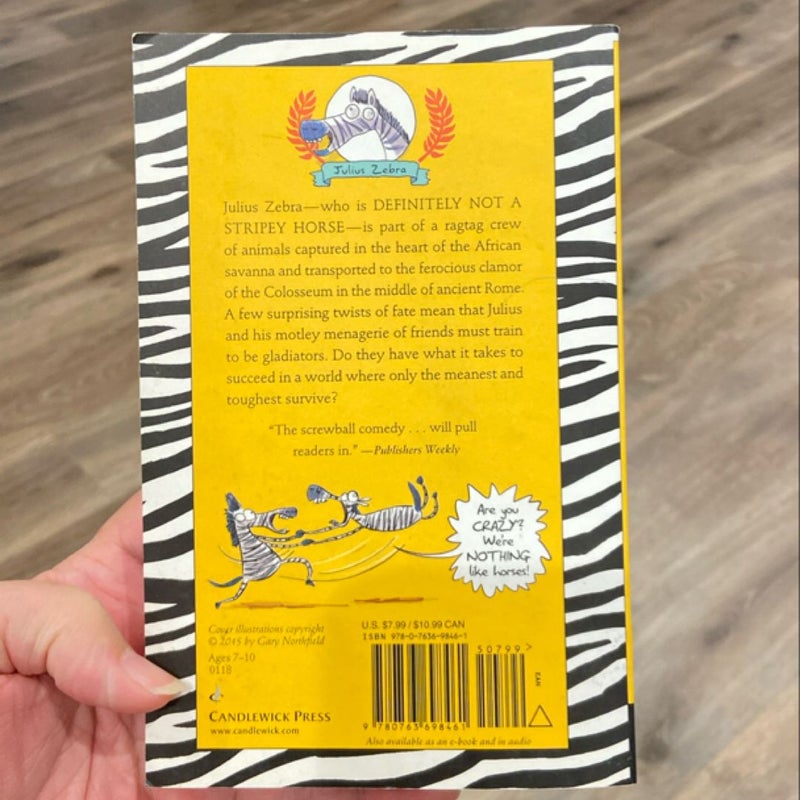 Julius Zebra
Julius Zebra—who is DEFINITELY NOT A
STRIPEY HORSE—is part of a ragtag crew
of animals captured in the heart of the African
savanna and transported to the ferocious clamor
of the Colosseum in the middle of ancient Rome.
A few surprising twists of fate mean that Julius
and his motley menagerie of friends must train
to be gladiators. Do they have what it takes to
succeed in a world where only the meanest and
toughest survive?
“The screwball comedy . . . will pull
readers in.” —Publishers Weekly
Are you
CRAZY?
We're
NOTHING
like horses!
Cover illustrations copyright
© 2015 by Gary Northfield
Ages 7–10
0118
CANDLEWICK PRESS
www.candlewick.com
U.S. $7.99 / $10.99 CAN
ISBN 978-0-7636-9846-1
50799>
EAN
9 780763 698461
Also available as an e-book and in audio